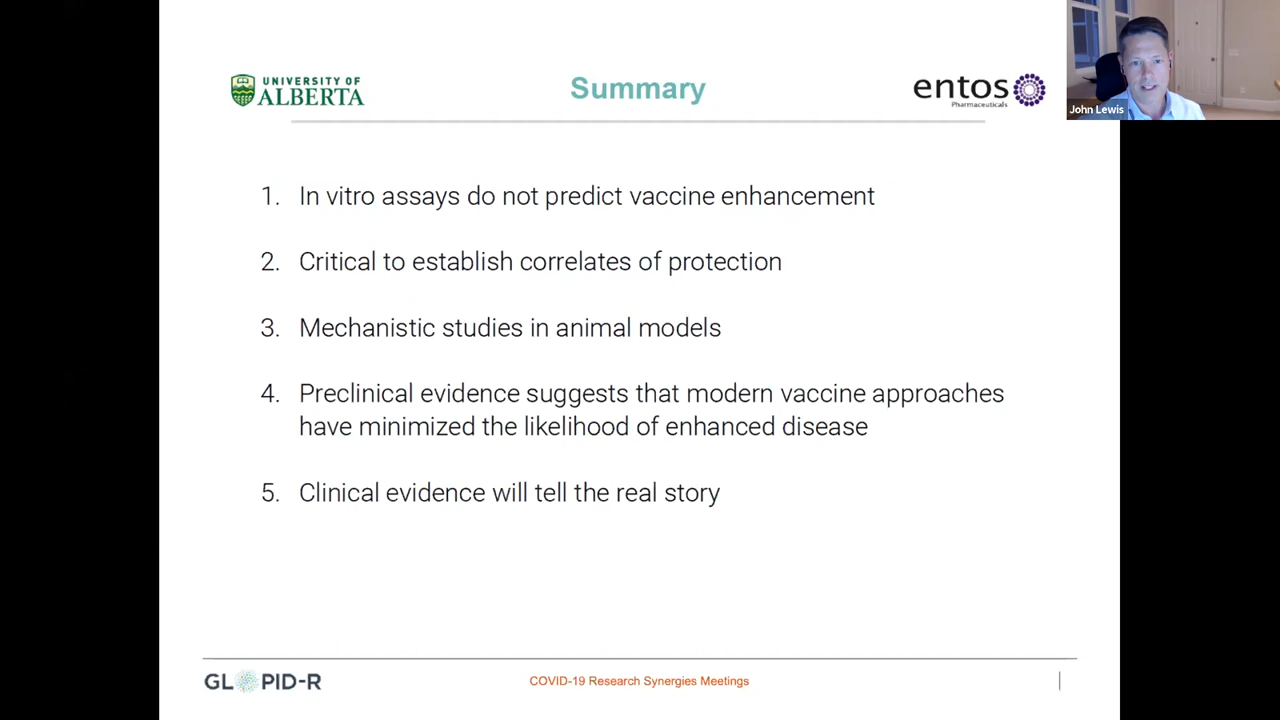 UNIVERSITY OF
ALBERTA
Summary
entos
Pharmaceuticals
John Lewis
1. In vitro assays do not predict vaccine enhancement
2. Critical to establish correlates of protection
3. Mechanistic studies in animal models
4. Preclinical evidence suggests that modern vaccine approaches
have minimized the likelihood of enhanced disease
5. Clinical evidence will tell the real story
GLOPID-R
COVID-19 Research Synergies Meetings